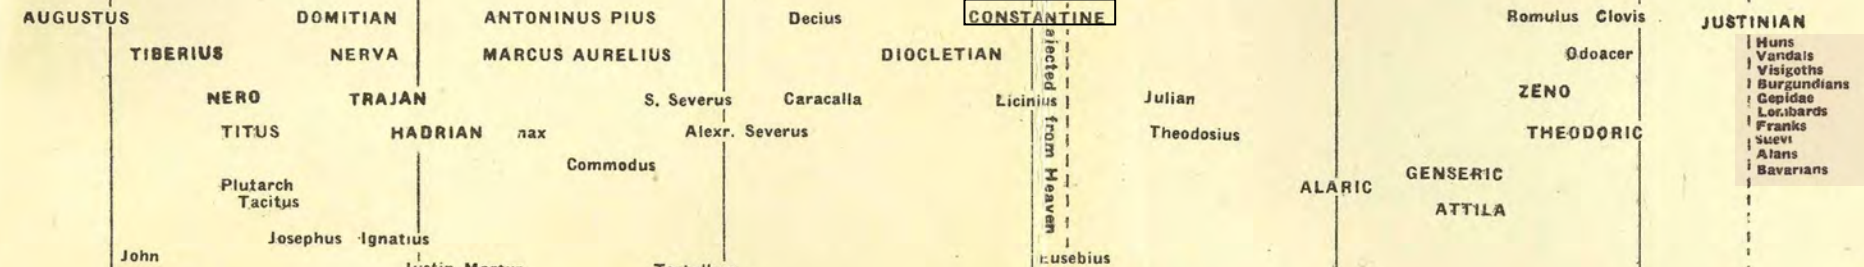 AUGUSTUS DOMITIAN ANTONINUS PIUS Decius CONSTANTINE Romulus Clovis JUSTINIAN
TIBERIUS NERVA MARCUS AURELIUS DIOCLETIAN Odoacer
NERO TRAJAN S. Severus Caracalla Licinius Julian ZENO
TITUS HADRIAN nax Alexr. Severus Theodosius THEODORIC
Commodus
Plutarch ALARIC GENSERIC
Tacitus ATTILA
Josephus Ignatius
John Eusebius
ajected from Heaven
Huns
Vandals
Visigoths
Burgundians
Gepidae
Lombards
Franks
Suevi
Alans
Bavarians